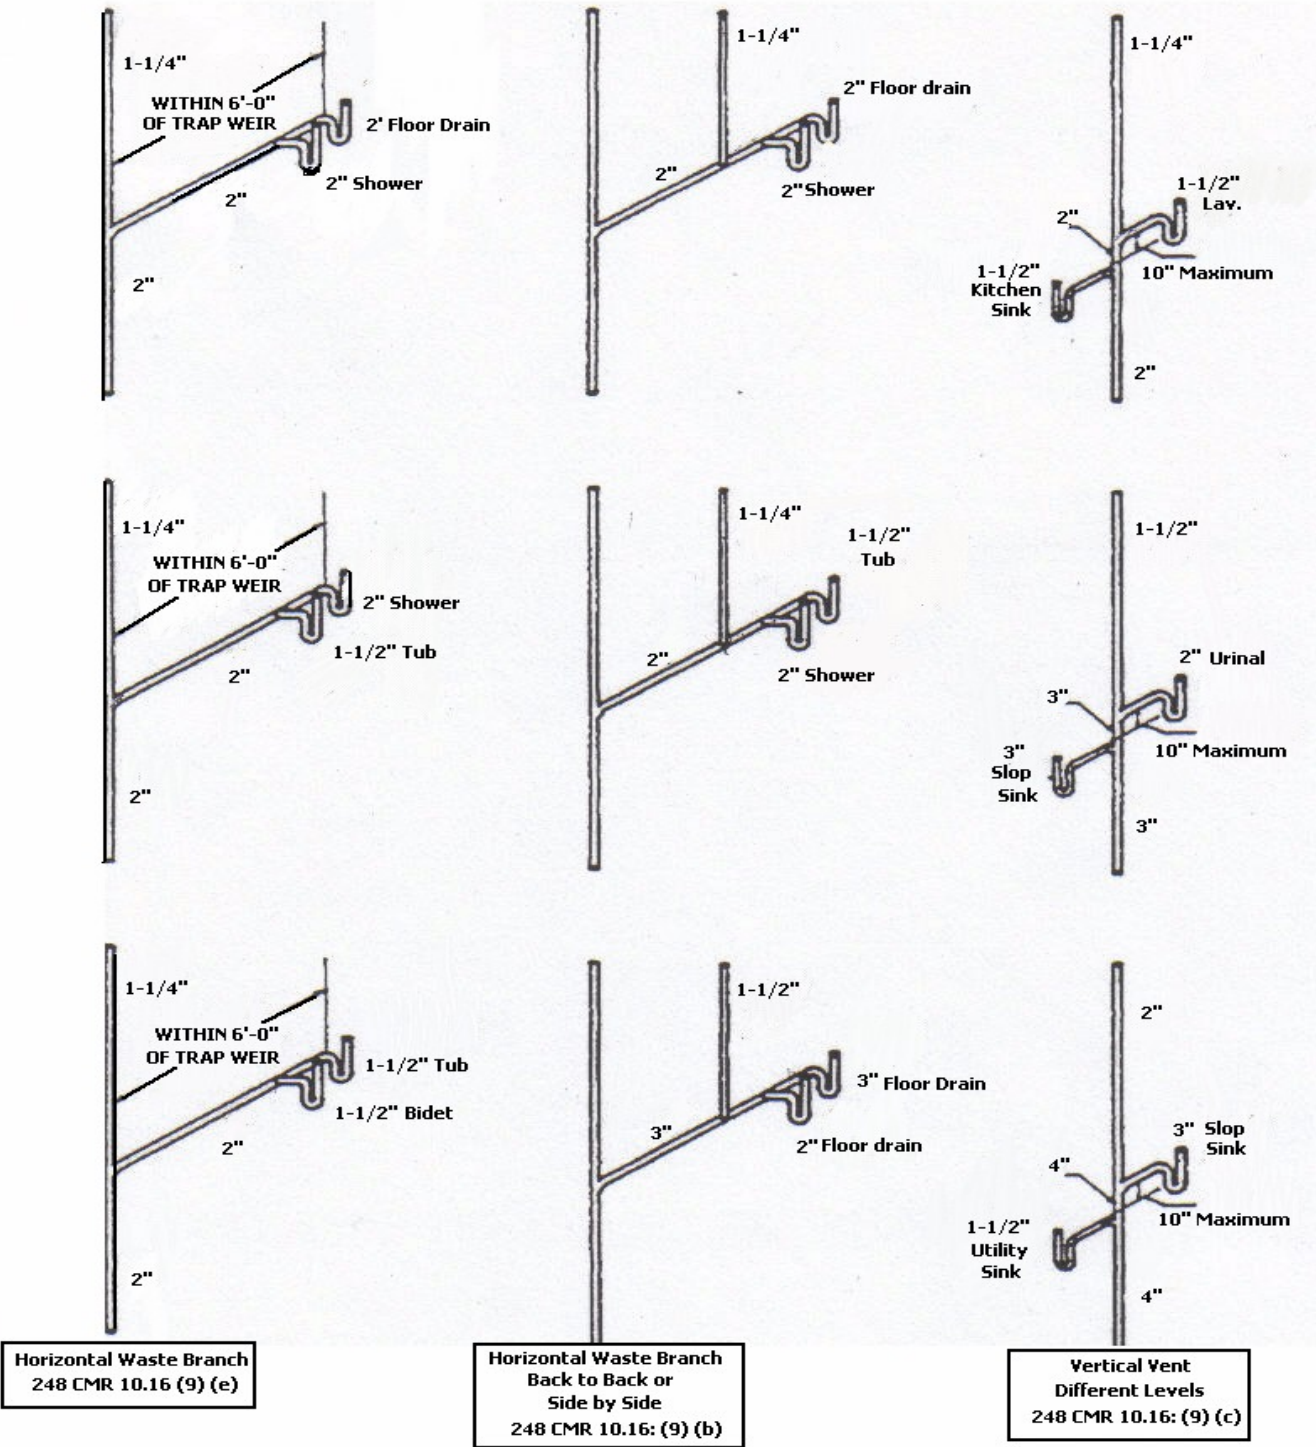 1-1/4"
WITHIN 6'-0"
OF TRAP WEIR
2' Floor Drain
2" Shower
2"
2"
1-1/4"
2" Floor drain
2"
2" Shower
1-1/4"
1-1/2"
Lav.
2"
10" Maximum
1-1/2"
Kitchen
Sink
2"
1-1/4"
WITHIN 6'-0"
OF TRAP WEIR
2" Shower
1-1/2" Tub
2"
2"
1-1/4"
1-1/2"
Tub
2"
2" Shower
1-1/2"
2" Urinal
3"
10" Maximum
3"
Slop
Sink
3"
1-1/4"
WITHIN 6'-0"
OF TRAP WEIR
1-1/2" Tub
1-1/2" Bidet
2"
2"
1-1/2"
3" Floor Drain
3"
2" Floor drain
2"
3" Slop
Sink
4"
10" Maximum
1-1/2"
Utility
Sink
4"
Horizontal Waste Branch
248 CMR 10.16 (9) (e)
Horizontal Waste Branch
Back to Back or
Side by Side
248 CMR 10.16: (9) (b)
Vertical Vent
Different Levels
248 CMR 10.16: (9) (c)